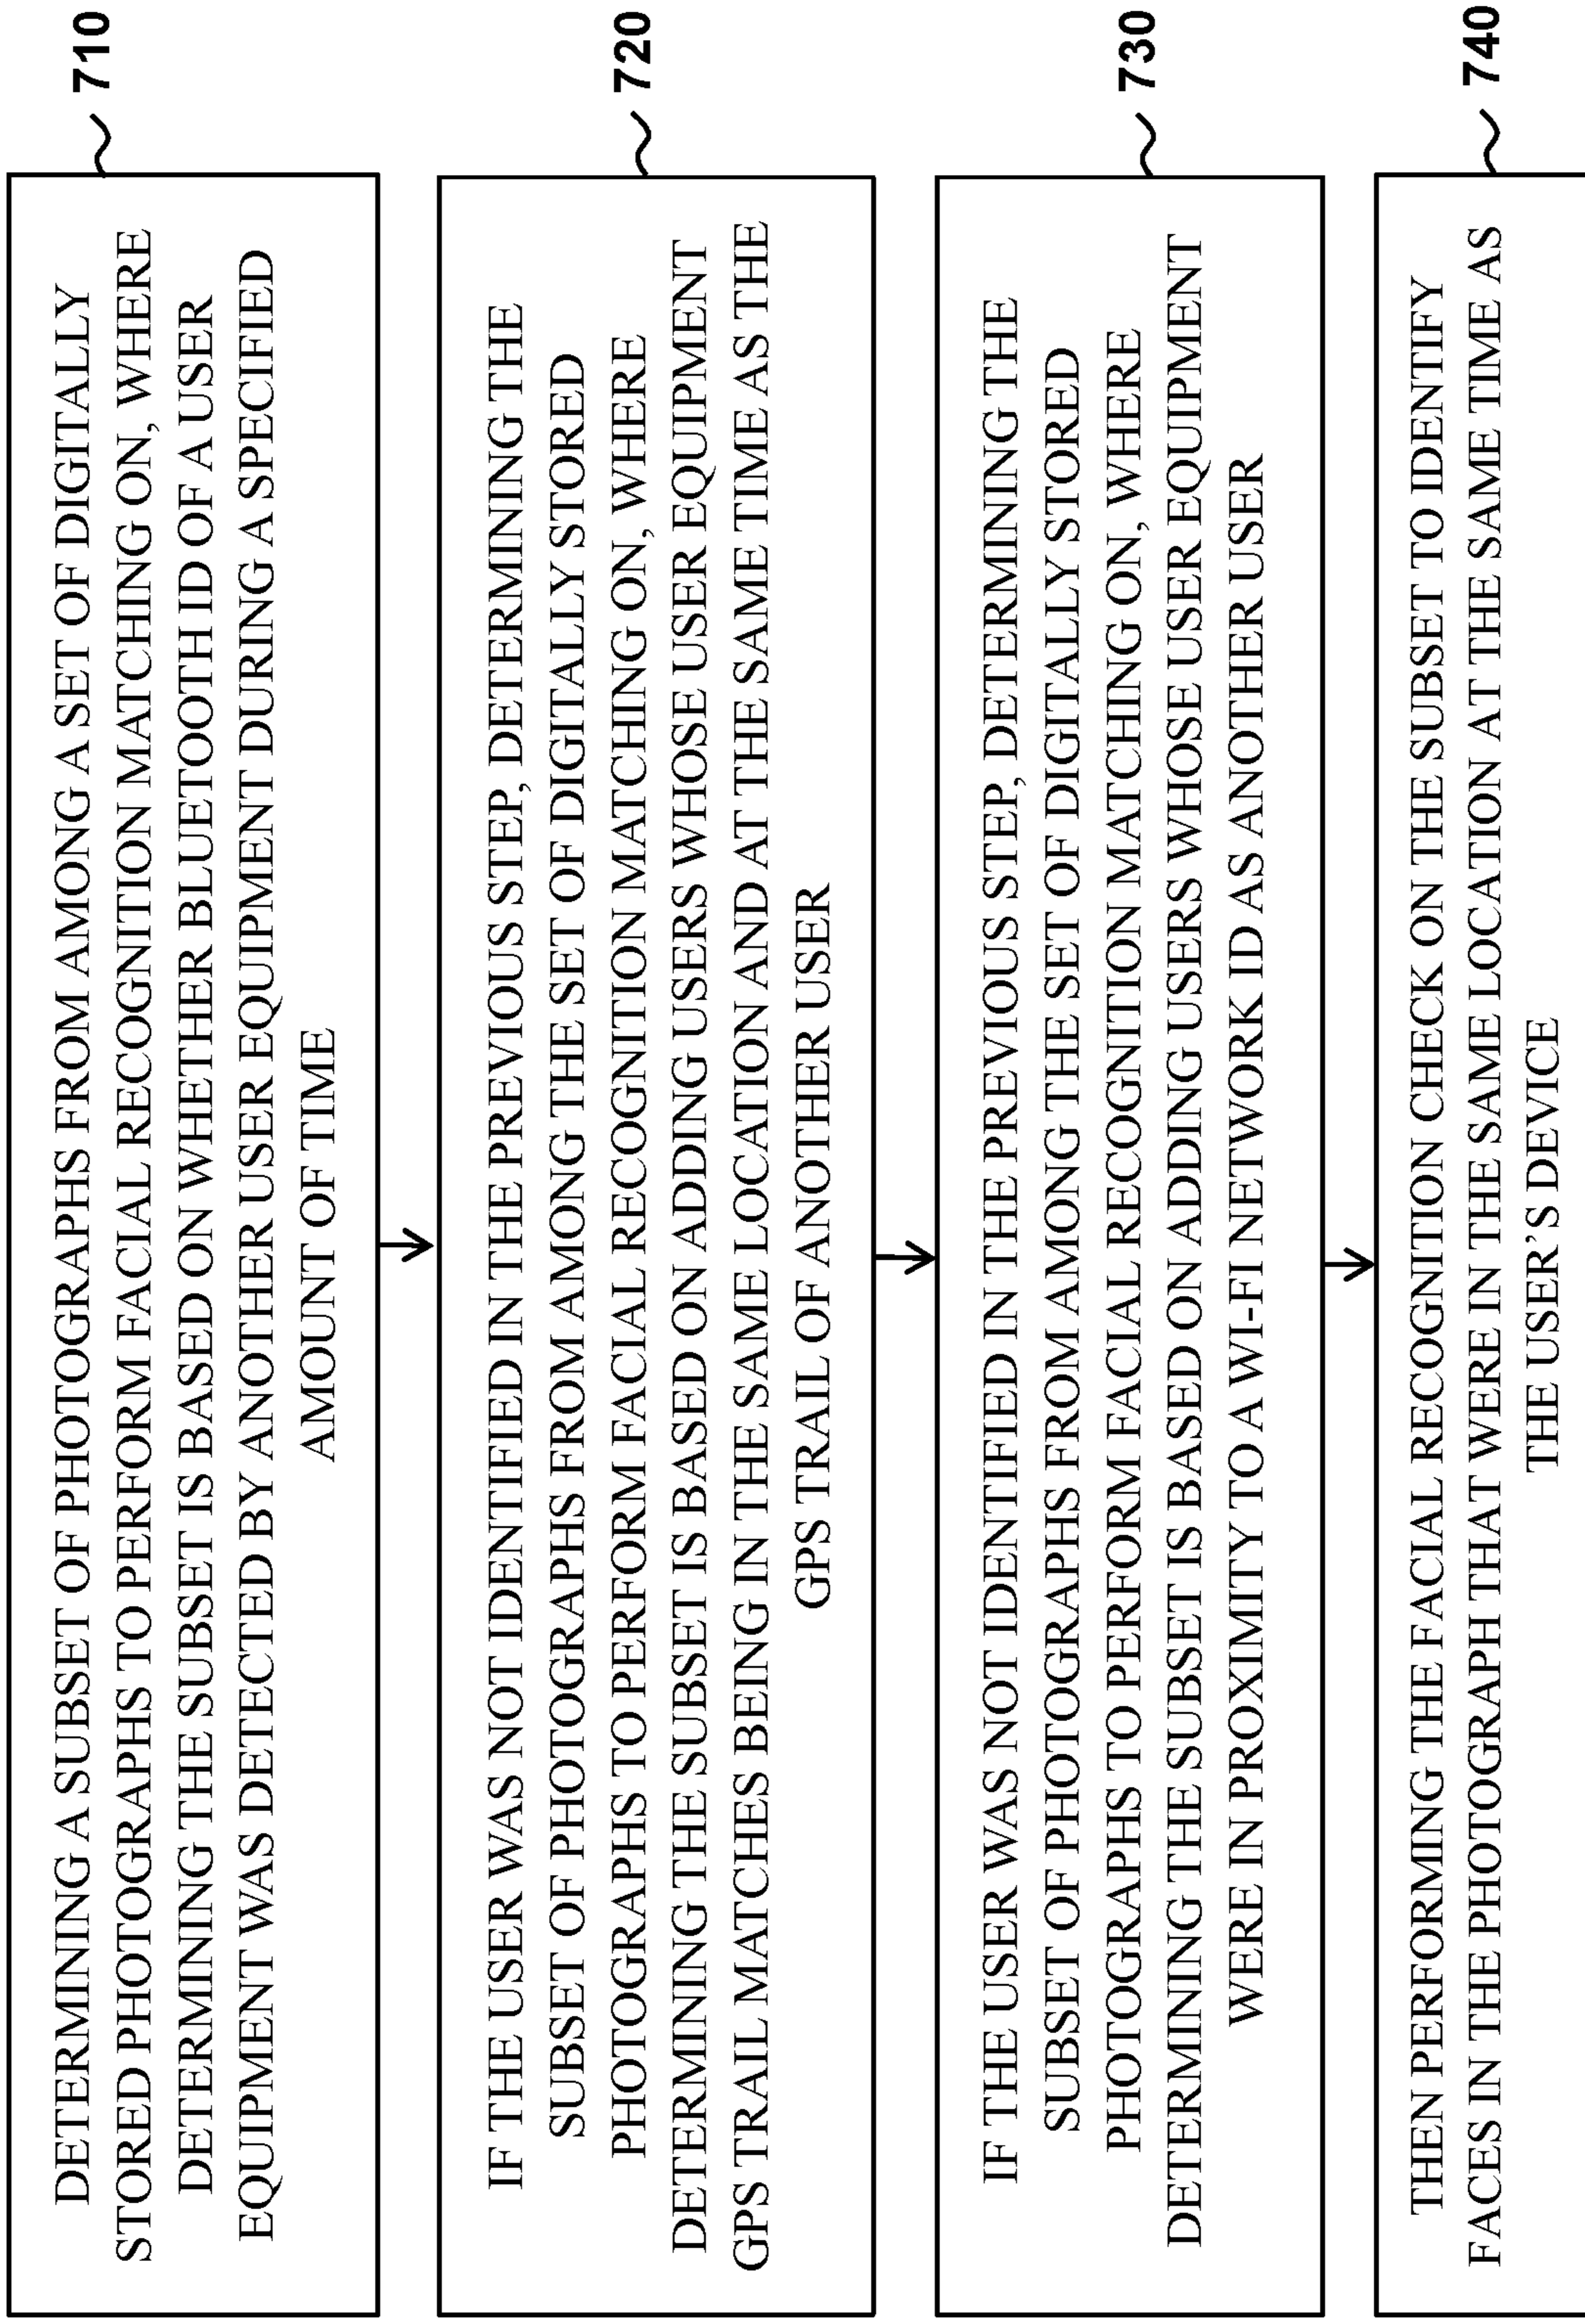 DETERMINING A SUBSET OF PHOTOGRAPHS FROM AMONG A SET OF DIGITALLY
STORED PHOTOGRAPHS TO PERFORM FACIAL RECOGNITION MATCHING ON, WHERE
DETERMINING THE SUBSET IS BASED ON WHETHER BLUETOOTH ID OF A USER
EQUIPMENT WAS DETECTED BY ANOTHER USER EQUIPMENT DURING A SPECIFIED
AMOUNT OF TIME
710
IF THE USER WAS NOT IDENTIFIED IN THE PREVIOUS STEP, DETERMINING THE
SUBSET OF PHOTOGRAPHS FROM AMONG THE SET OF DIGITALLY STORED
PHOTOGRAPHS TO PERFORM FACIAL RECOGNITION MATCHING ON, WHERE
DETERMINING THE SUBSET IS BASED ON ADDING USERS WHOSE USER EQUIPMENT
GPS TRAIL MATCHES BEING IN THE SAME LOCATION AND AT THE SAME TIME AS THE
GPS TRAIL OF ANOTHER USER
720
IF THE USER WAS NOT IDENTIFIED IN THE PREVIOUS STEP, DETERMINING THE
SUBSET OF PHOTOGRAPHS FROM AMONG THE SET OF DIGITALLY STORED
PHOTOGRAPHS TO PERFORM FACIAL RECOGNITION MATCHING ON, WHERE
DETERMINING THE SUBSET IS BASED ON ADDING USERS WHOSE USER EQUIPMENT
WERE IN PROXIMITY TO A WI-FI NETWORK ID AS ANOTHER USER
730
THEN PERFORMING THE FACIAL RECOGNITION CHECK ON THE SUBSET TO IDENTIFY
FACES IN THE PHOTOGRAPH THAT WERE IN THE SAME LOCATION AT THE SAME TIME AS
THE USER'S DEVICE
740